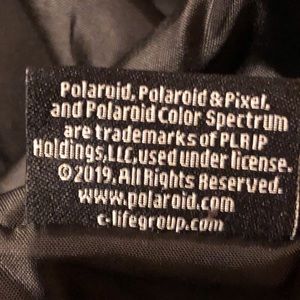 Polaroid, Polaroid & Pixel,
and Polaroid Color Spectrum
are trademarks of PLR IP
Holdings, LLC, used under license.
©2019, All Rights Reserved.
www.polaroid.com
c-lifegroup.com